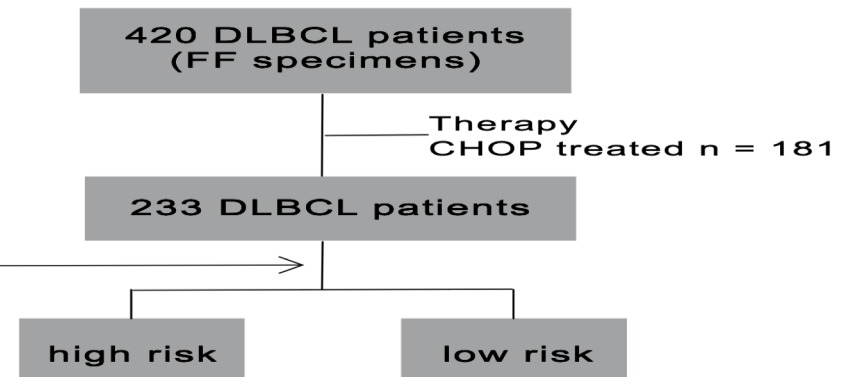 420 DLBCL patients
(FF specimens)
Therapy
CHOP treated n = 181
233 DLBCL patients
high risk
low risk